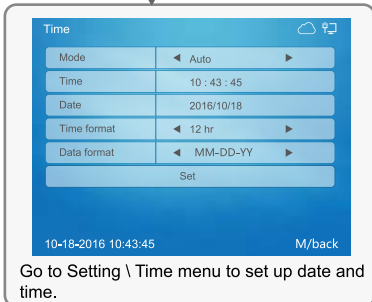 Time
Mode ◀ Auto ▶
Time 10 : 43 : 45
Date 2016/10/18
Time format ◀ 12 hr ▶
Data format ◀ MM-DD-YY ▶
Set
10-18-2016 10:43:45 M/back
Go to Setting \ Time menu to set up date and
time.